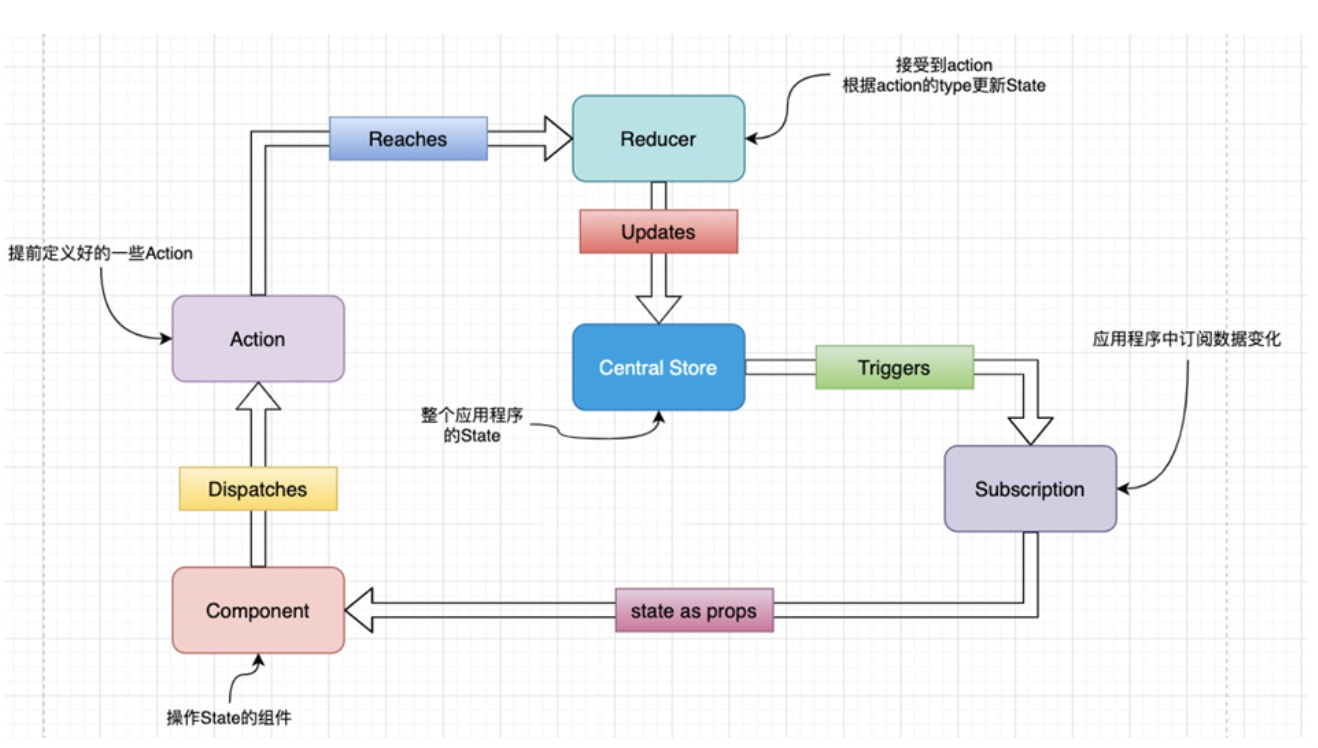 接受到action
根据action的type更新State
Reaches
Reducer
Updates
提前定义好的一些Action
Action
Central Store
Triggers
应用程序中订阅数据变化
整个应用程序
的State
Dispatches
Subscription
Component
state as props
操作State的组件